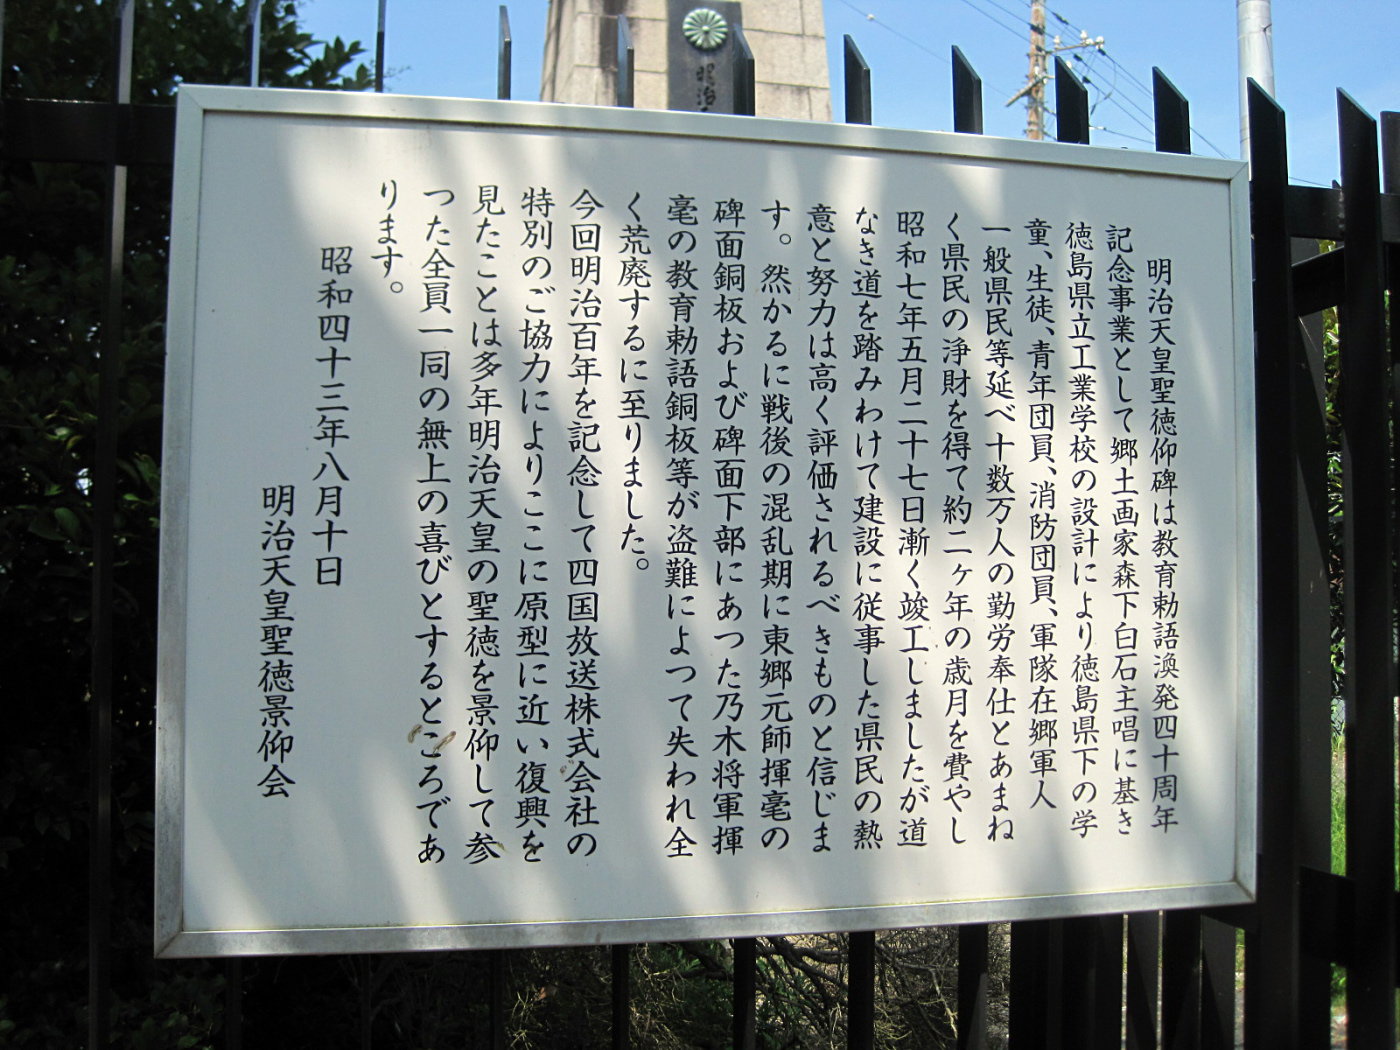 明治天皇聖徳仰碑は教育勅語渙発四十周年
記念事業として郷土画家森下白石主唱に基き
徳島県立工業学校の設計により徳島県下の学
童、生徒、青年団員、消防団員、軍隊在郷軍人
一般県民等延べ十数万人の勤労奉仕とあまね
く県民の浄財を得て約二ヶ年の歳月を費やし
昭和七年五月二十七日漸く竣工しましたが道
なき道を踏みわけて建設に従事した県民の熱
意と努力は高く評価されるべきものと信じま
す。然かるに戦後の混乱期に東郷元師揮毫の
碑面銅板および碑面下部にあつた乃木将軍揮
毫の教育勅語銅板等が盗難によつて失われ全
く荒廃するに至りました。
今回明治百年を記念して四国放送株式会社の
特別のご協力によりここに原型に近い復興を
見たことは多年明治天皇の聖徳を景仰して参
つた全員一同の無上の喜びとするところであ
ります。
昭和四十三年八月十日
明治天皇聖徳景仰会
明治